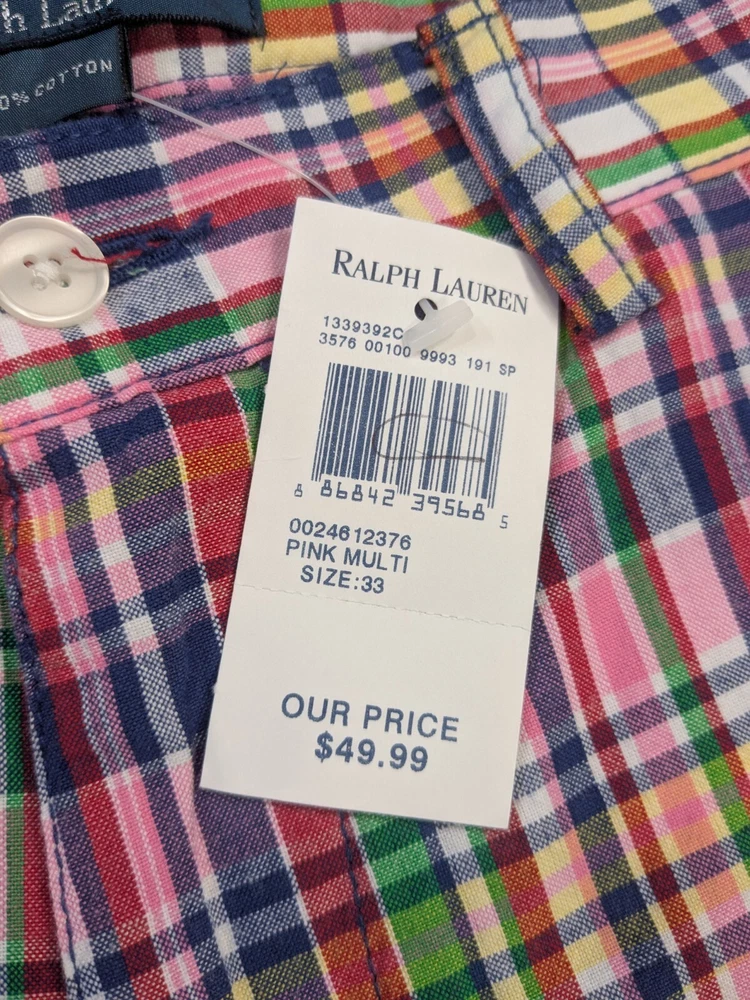 h Lau
0% COTTON
RALPH LAUREN
1339392C
3576 00100 9993 191 SP
8 86842 39568 5
0024612376
PINK MULTI
SIZE:33
OUR PRICE
$49.99